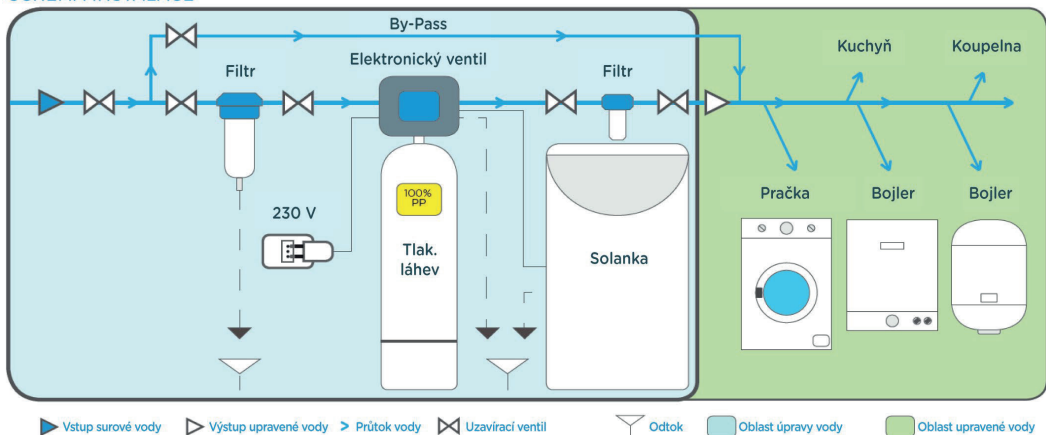 By-Pass
Elektronický ventil
Kuchyň
Koupelna
Filtr
Filtr
100%
PP
230 V
Tlak.
láhev
Solanka
Pračka
Bojler
Bojler
Vstup surové vody
Výstup upravené vody
Průtok vody
Uzavírací ventil
Odtok
Oblast úpravy vody
Oblast upravené vody